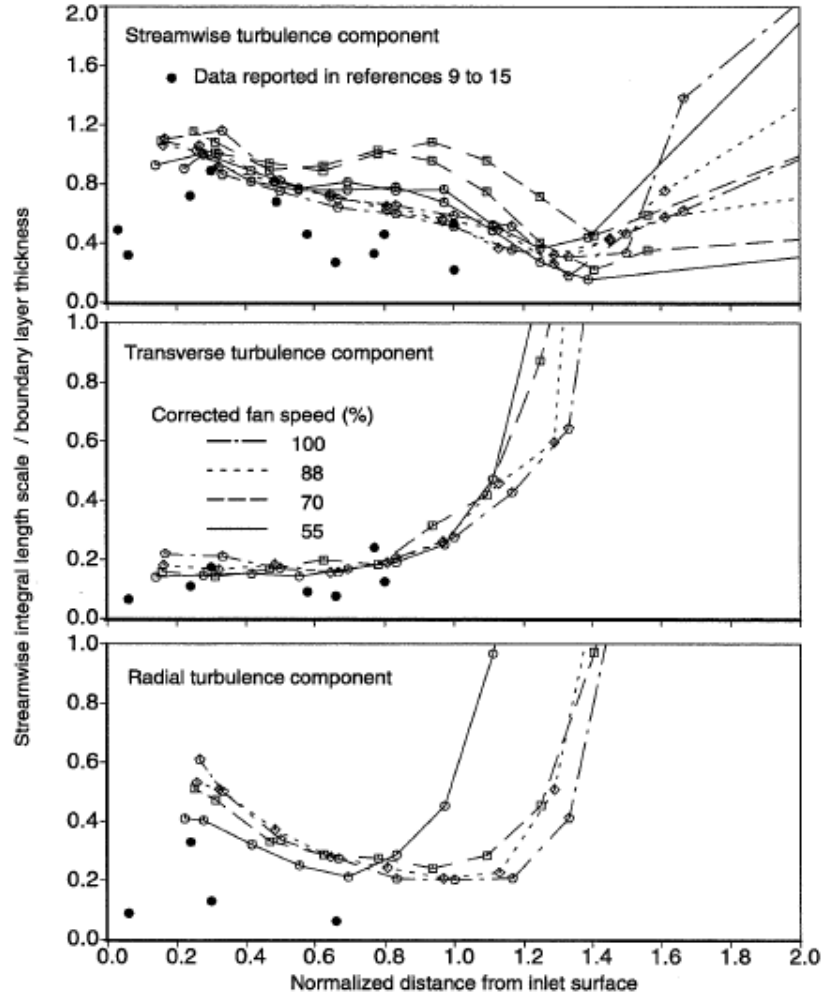 Streamwise integral length scale / boundary layer thickness
2.0
Streamwise turbulence component
1.6
Data reported in references 9 to 15
1.2
0.8
0.4
0.0
1.0
Transverse turbulence component
0.8
Corrected fan speed (%)
100
0.6
88
70
0.4
55
0.2
0.0
1.0
Radial turbulence component
0.8
0.6
0.4
0.2
0.0
0.0 0.2 0.4 0.6 0.8 1.0 1.2 1.4 1.6 1.8 2.0
Normalized distance from inlet surface